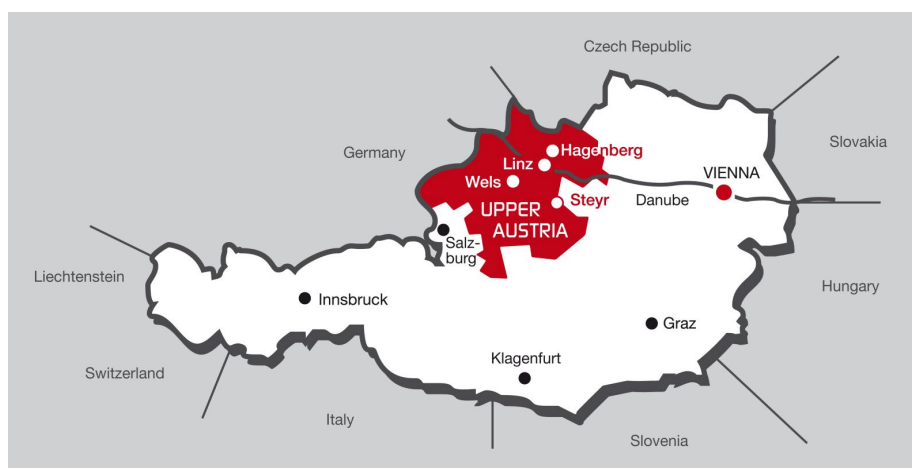 Czech Republic
Germany
Slovakia
Hagenberg
Linz
VIENNA
Wels
Steyr
Danube
UPPER
AUSTRIA
Salz-
burg
Liechtenstein
Hungary
Innsbruck
Graz
Klagenfurt
Switzerland
Italy
Slovenia